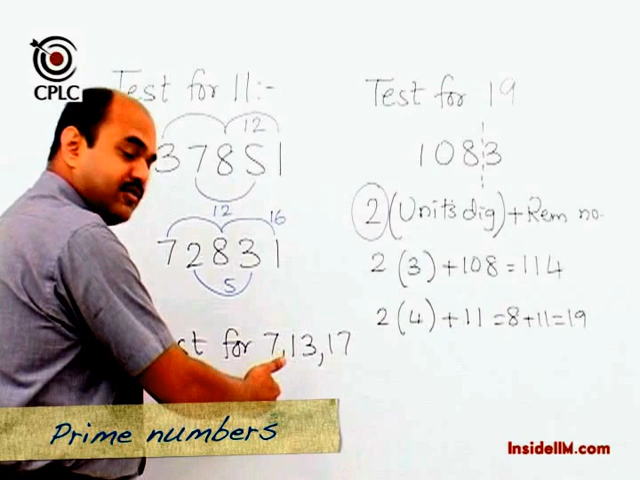 CPLC
Test for 11:-
12
37851
12
16
72831
5
st for 7,13,17
Test for 19
1083
2(Units dig)+Rem no.
2(3)+108=114
2(4)+11=8+11=19
Prime numbers
InsideIIM.com